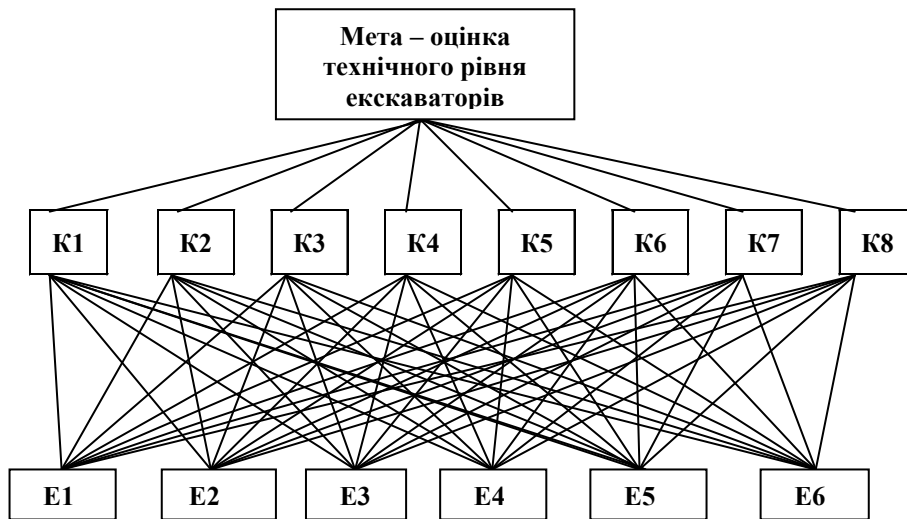 Мета – оцінка
технічного рівня
екскаваторів
К1 К2 К3 К4 К5 К6 К7 К8
Е1 Е2 Е3 Е4 Е5 Е6